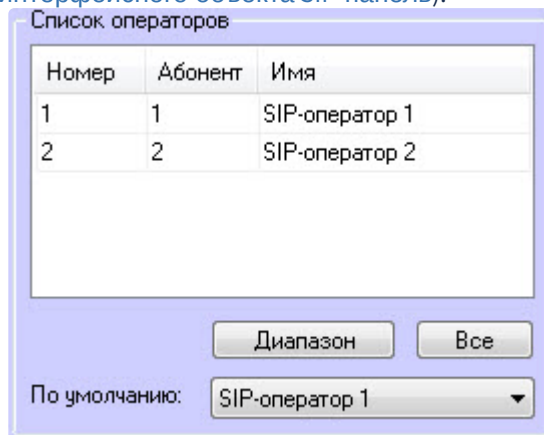 интерфейсного объекта SIP-панель).
Список операторов
Номер Абонент Имя
1 1 SIP-оператор 1
2 2 SIP-оператор 2
Диапазон Все
По умолчанию: SIP-оператор 1